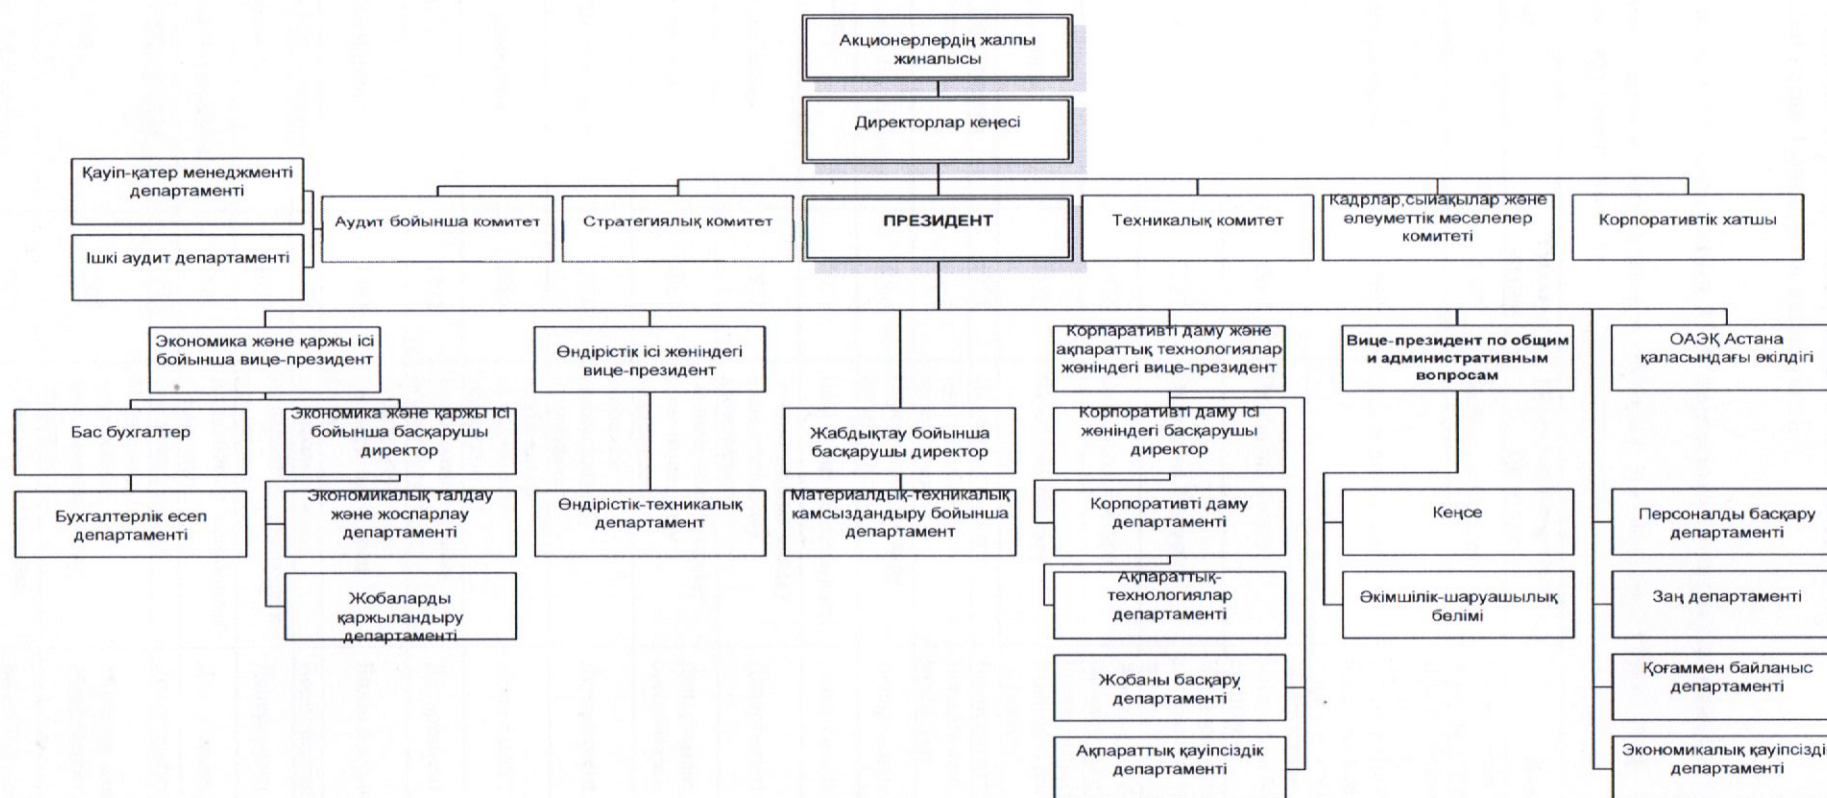 Акционерлердің жалпы
жиналысы
Директорлар кеңесі
Қауіп-қатер менеджменті
департаменті
Ішкі аудит департаменті
Аудит бойынша комитет
Стратегиялық комитет
ПРЕЗИДЕНТ
Техникалық комитет
Кадрлар,сыйақылар және
әлеуметтік мәселелер
комитеті
Корпоративтік хатшы
Экономика және қаржы ісі
бойынша вице-президент
Өндірістік ісі жөніндегі
вице-президент
Корпаративті даму және
ақпараттық технологиялар
жөніндегі вице-президент
Вице-президент по общим
и административным
вопросам
ОАЭҚ Астана
қаласындағы өкілдігі
Бас бухгалтер
Экономика және қаржы ісі
бойынша басқарушы
директор
Жабдықтау бойынша
басқарушы директор
Корпоративті даму ісі
жөніндегі басқарушы
директор
Бухгалтерлік есеп
департаменті
Экономикалық талдау
және жоспарлау
департаменті
Өндірістік-техникалық
департамент
Материалдық-техникалық
камсыздандыру бойынша
департамент
Корпоративті даму
департаменті
Кеңсе
Персоналды басқару
департаменті
Жобаларды
қаржыландыру
департаменті
Ақпараттық-
технологиялар
департаменті
Әкімшілік-шаруашылық
бөлімі
Заң департаменті
Жобаны басқару
департаменті
Қоғаммен байланыс
департаменті
Ақпараттық қауіпсіздік
департаменті
Экономикалық қауіпсіздік
департаменті